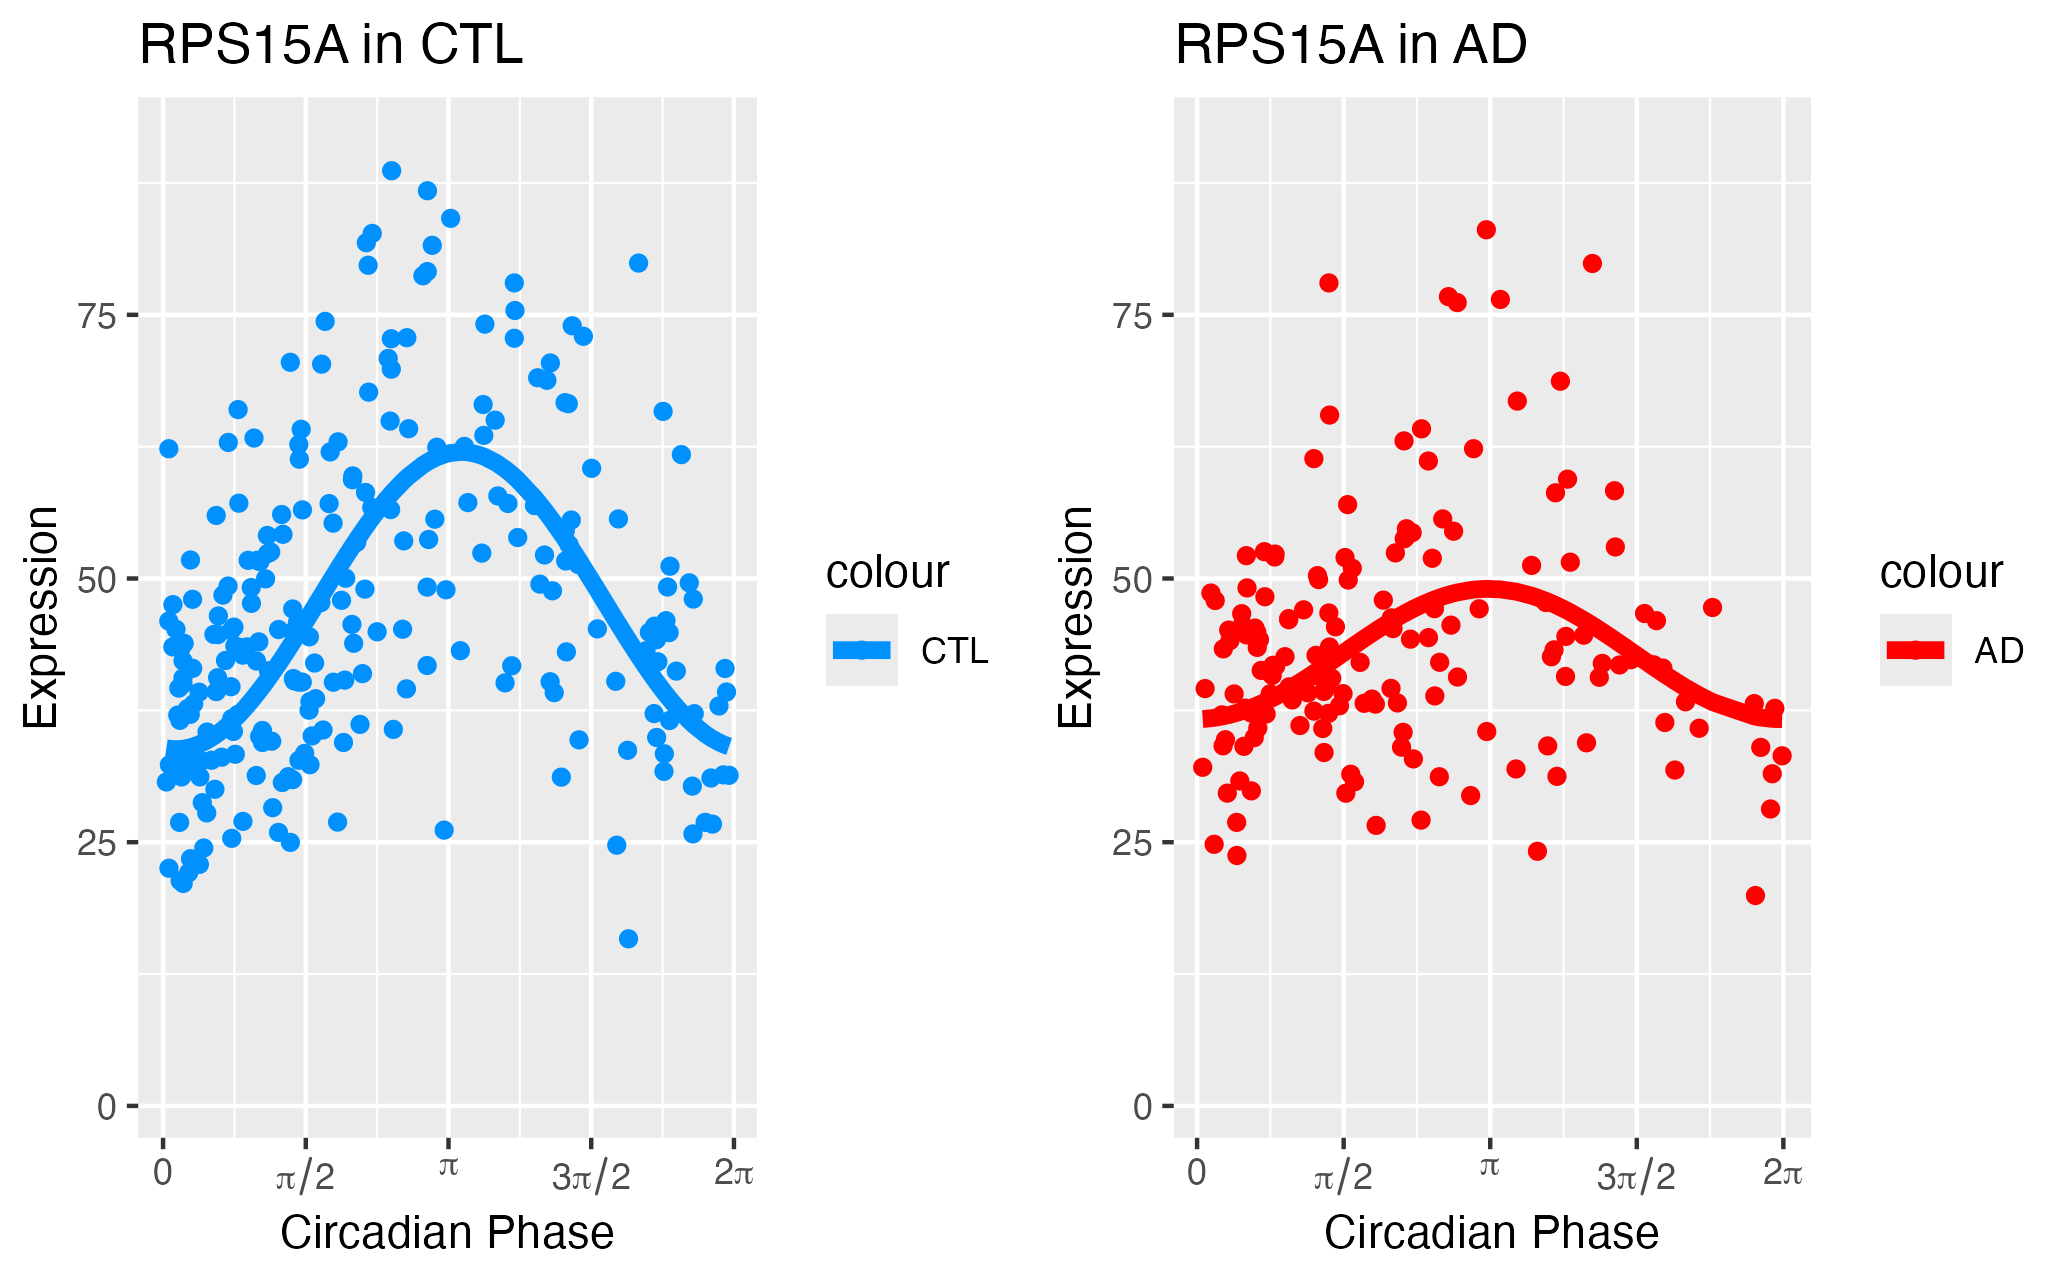 RPS15A in CTL
75
50
25
0
Expression
0 π/2 π 3π/2 2π
Circadian Phase
colour
CTL
RPS15A in AD
75
50
25
0
Expression
0 π/2 π 3π/2 2π
Circadian Phase
colour
AD